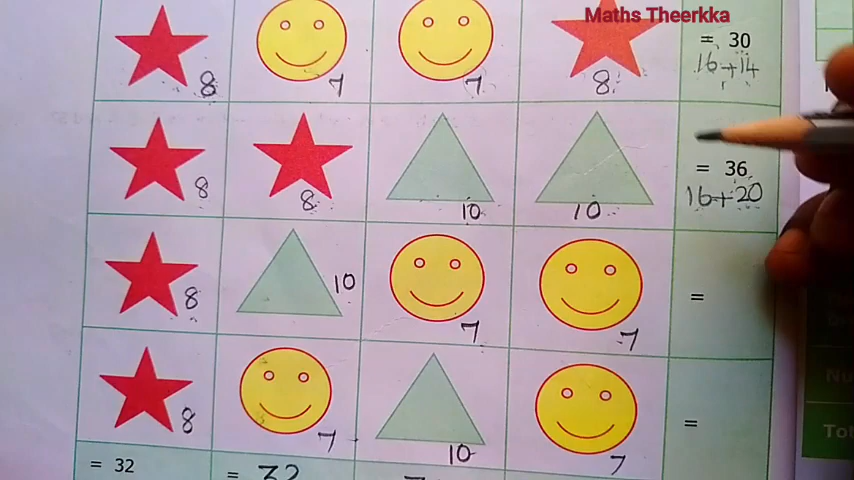 Maths Theerkka
= 30
16+14
8 7 7 8
= 36
16+20
8 8 10 10
8 10 7 7 =
8 7 10 7 =
= 32 = 32
Tot